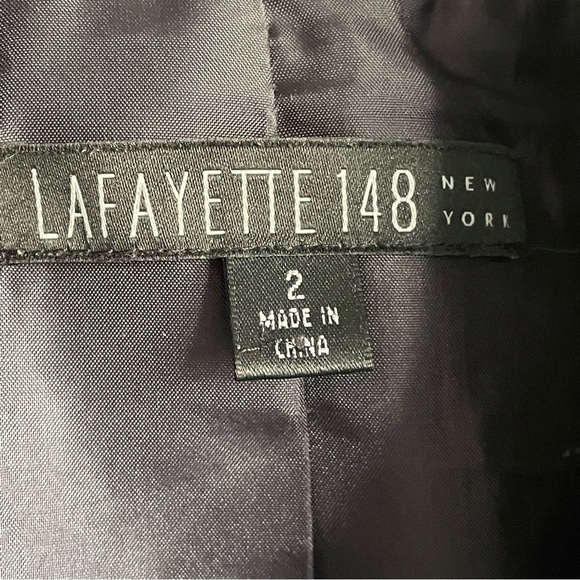 LAFAYETTE 148 NEW YORK
2
MADE IN
CHINA